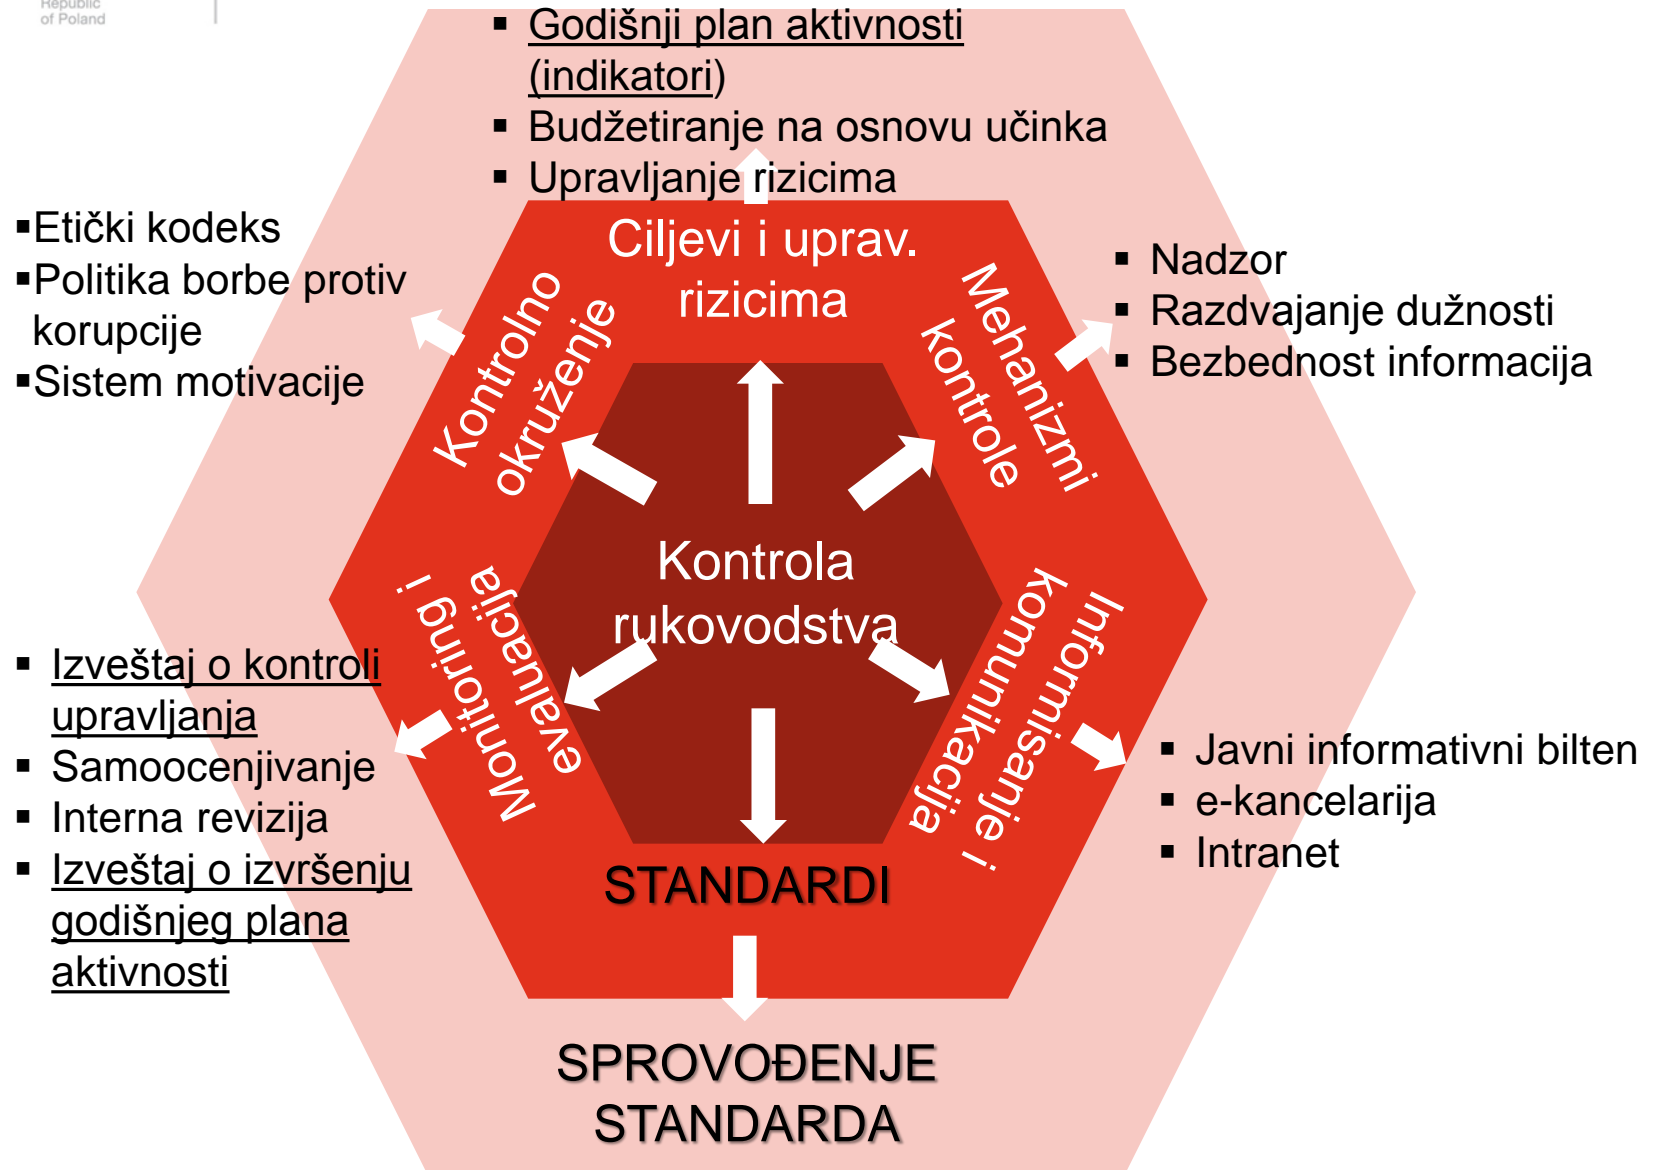 Republic
of Poland
▪ Godišnji plan aktivnosti
(indikatori)
▪ Budžetiranje na osnovu učinka
▪ Upravljanje rizicima
▪Etički kodeks
▪Politika borbe protiv
korupcije
▪Sistem motivacije
Ciljevi i uprav.
rizicima
Kontrolno
okruženje
Mehanizmi
kontrole
▪ Nadzor
▪ Razdvajanje dužnosti
▪ Bezbednost informacija
Kontrola
rukovodstva
Monitoring i
evaluacija
Informisanje i
komunikacija
▪ Izveštaj o kontroli
upravljanja
▪ Samoocenjivanje
▪ Interna revizija
▪ Izveštaj o izvršenju
godišnjeg plana
aktivnosti
▪ Javni informativni bilten
▪ e-kancelarija
▪ Intranet
STANDARDI
SPROVOĐENJE
STANDARDA